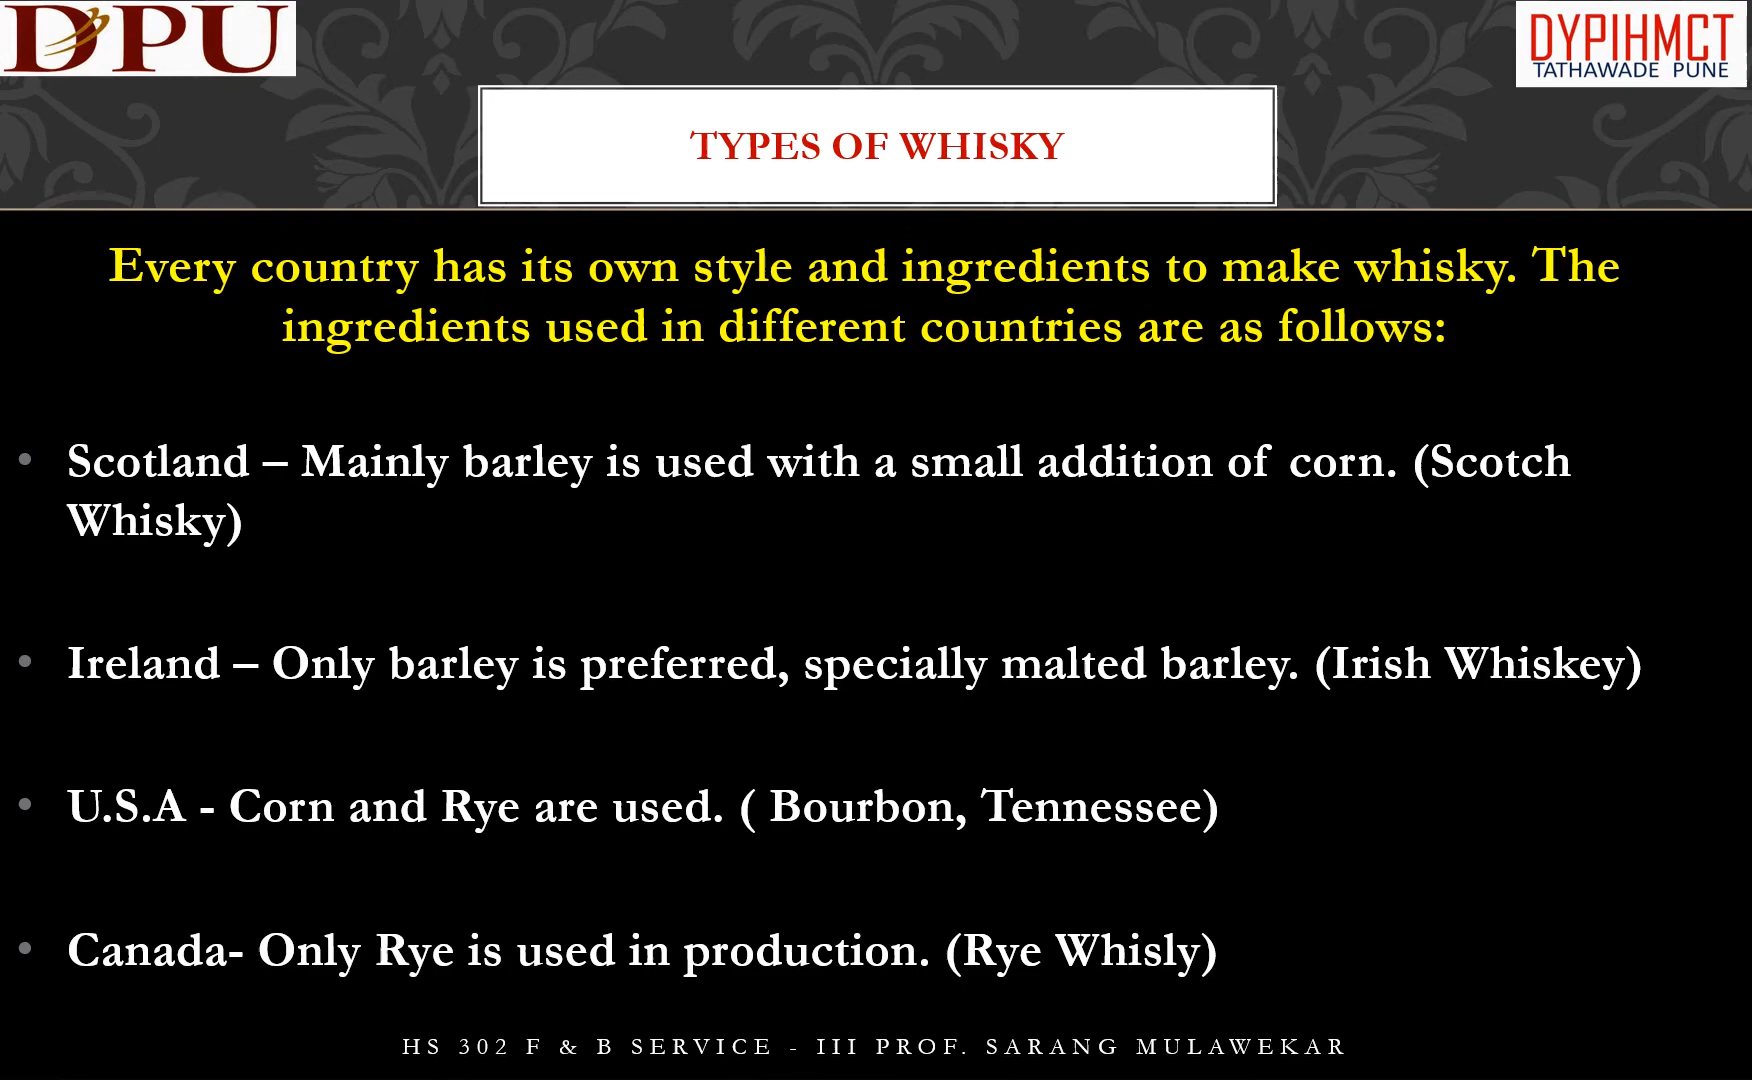 DPU
DYPIHMCT
TATHAWADE PUNE
TYPES OF WHISKY
Every country has its own style and ingredients to make whisky. The
ingredients used in different countries are as follows:
• Scotland – Mainly barley is used with a small addition of corn. (Scotch
Whisky)
• Ireland – Only barley is preferred, specially malted barley. (Irish Whiskey)
• U.S.A - Corn and Rye are used. ( Bourbon, Tennessee)
• Canada- Only Rye is used in production. (Rye Whisly)
HS 302 F & B SERVICE - III PROF. SARANG MULAWEKAR